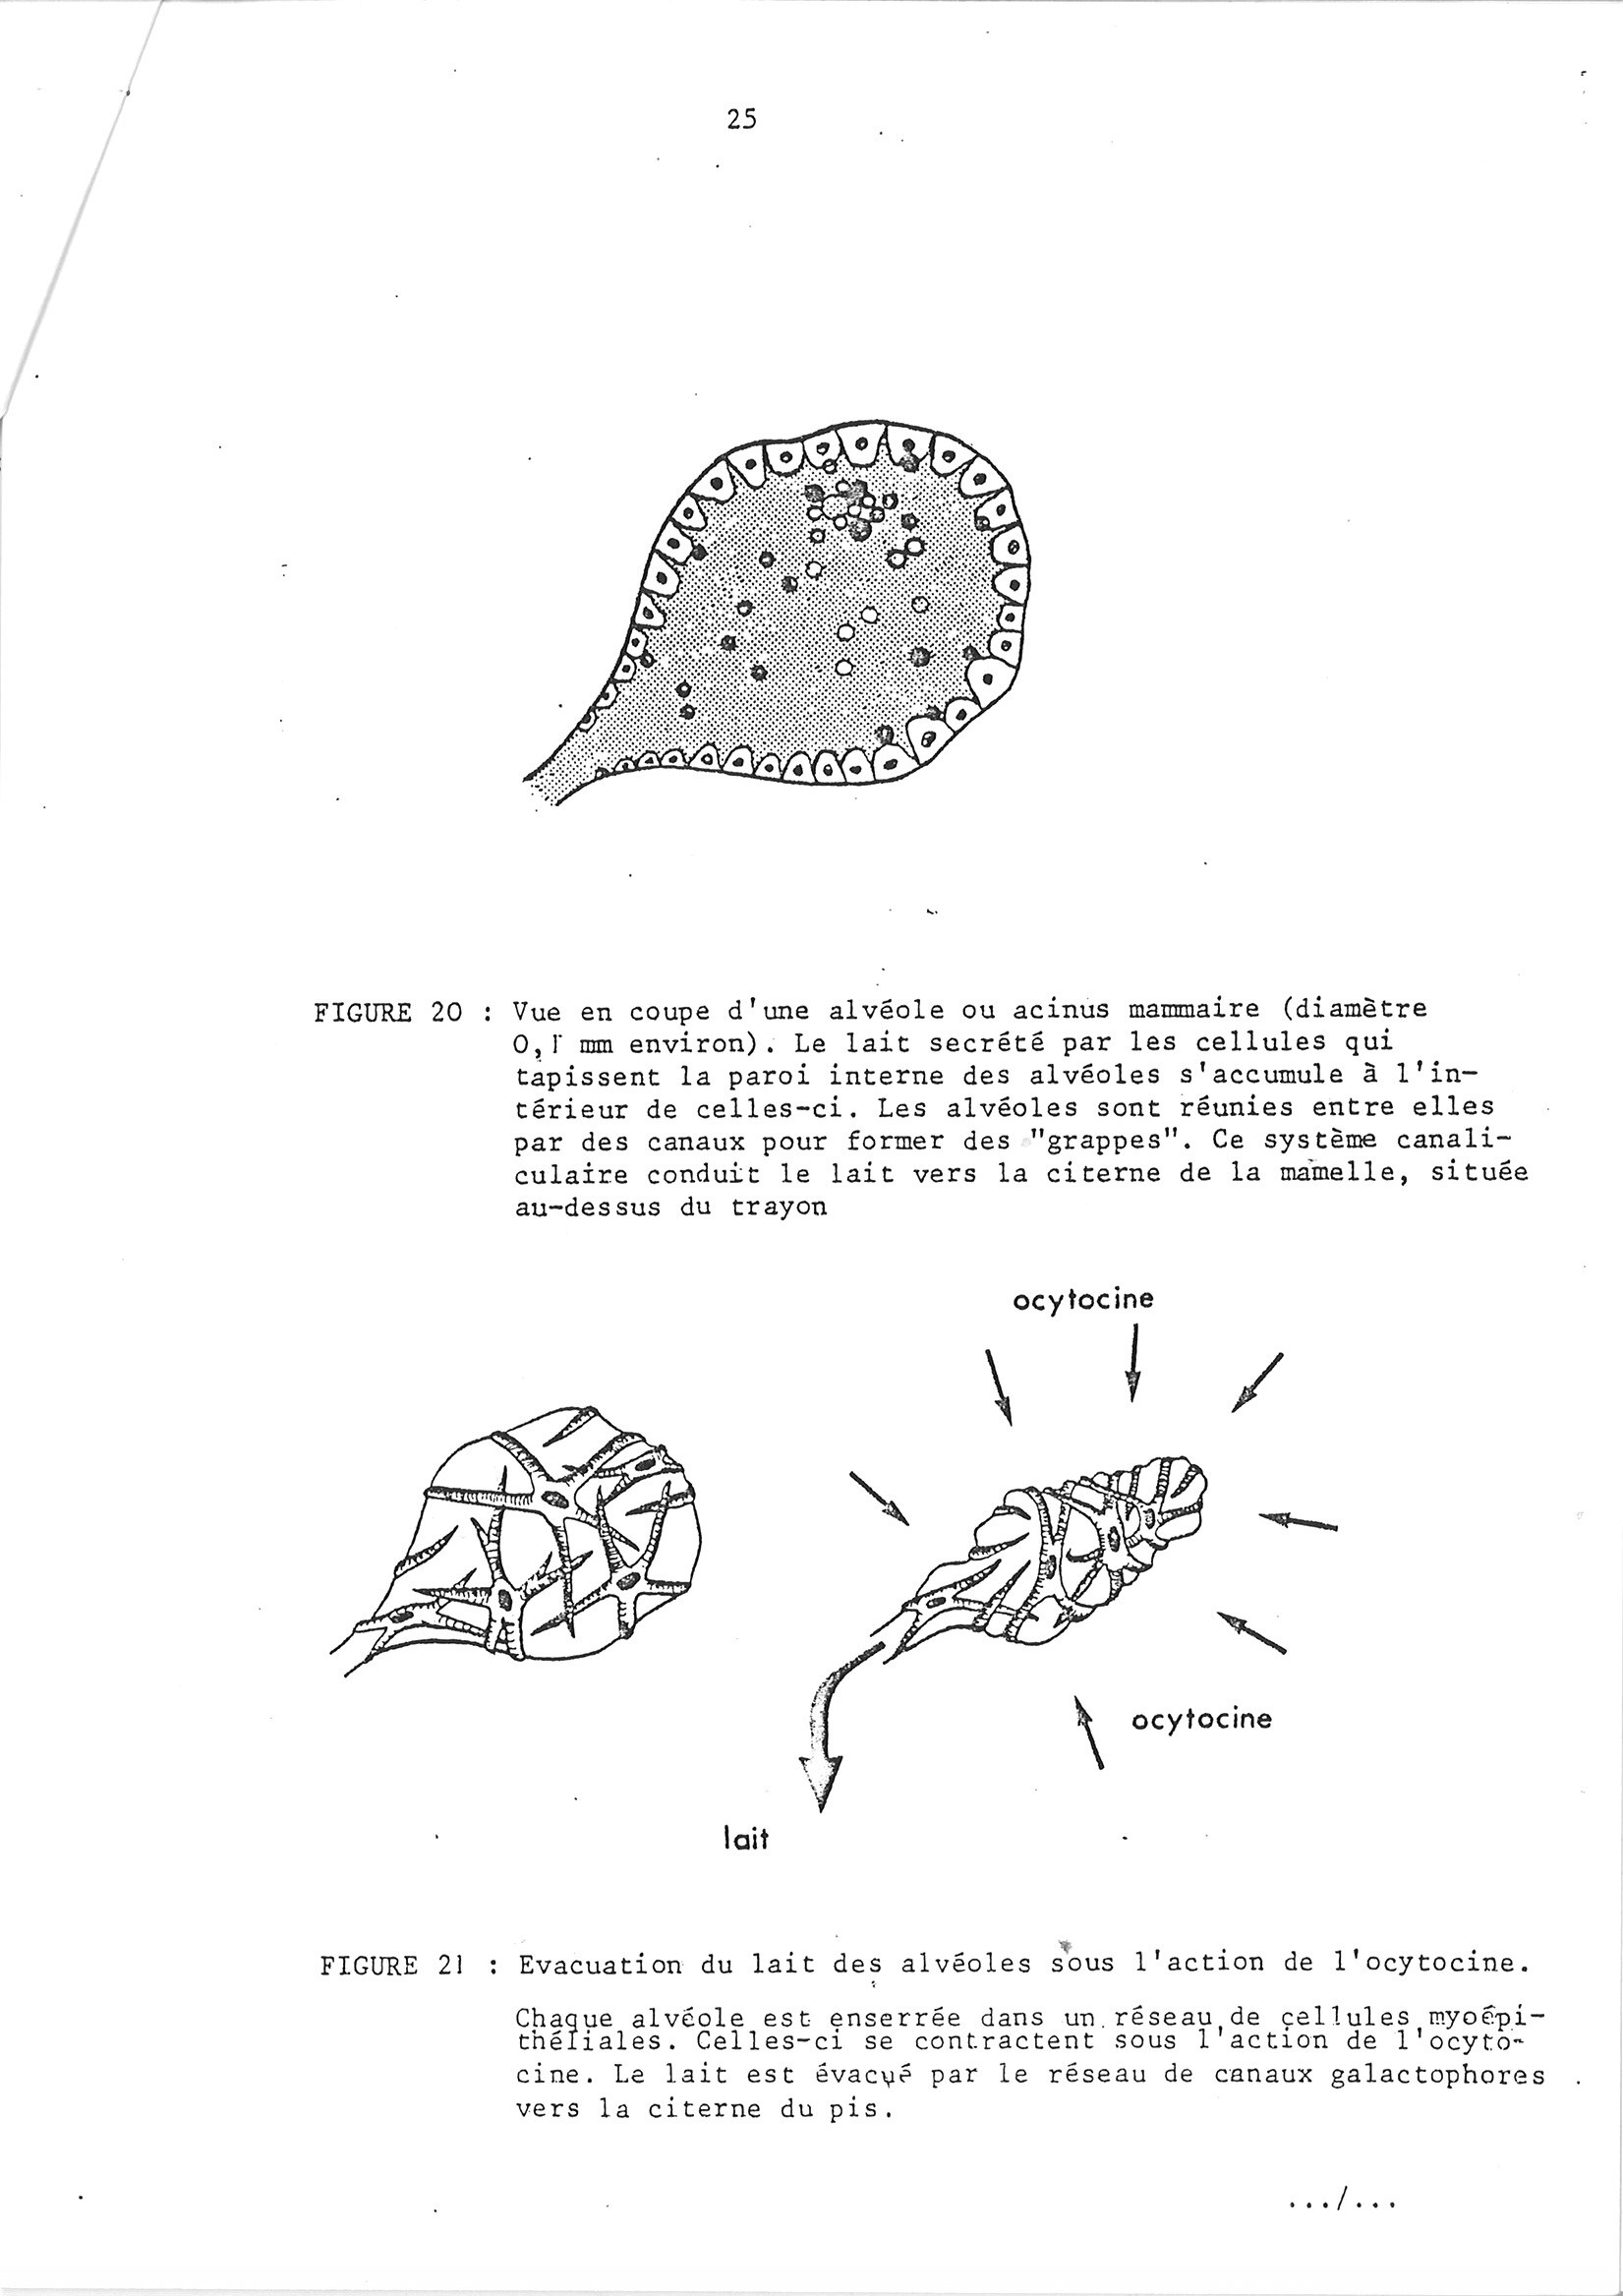 25
FIGURE 20 : Vue en coupe d'une alvéole ou acinus mammaire (diamètre
0,1 mm environ). Le lait secrété par les cellules qui
tapissent la paroi interne des alvéoles s'accumule à l'in-
térieur de celles-ci. Les alvéoles sont réunies entre elles
par des canaux pour former des "grappes". Ce système canali-
culaire conduit le lait vers la citerne de la mamelle, située
au-dessus du trayon
ocytocine
ocytocine
lait
FIGURE 21 : Evacuation du lait des alvéoles sous l'action de l'ocytocine.
Chaque alvéole est enserrée dans un réseau de cellules myoépi-
théliales. Celles-ci se contractent sous l'action de l'ocyto-
cine. Le lait est évacué par le réseau de canaux galactophores
vers la citerne du pis.
.../...